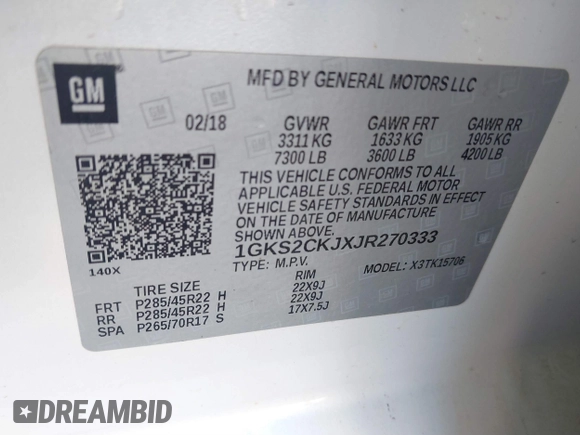 GM
MFD BY GENERAL MOTORS LLC
02/18 GVWR GAWR FRT GAWR RR
3311 KG 1633 KG 1905 KG
7300 LB 3600 LB 4200 LB
THIS VEHICLE CONFORMS TO ALL
APPLICABLE U.S. FEDERAL MOTOR
VEHICLE SAFETY STANDARDS IN EFFECT
ON THE DATE OF MANUFACTURE
1GKS2CKJXJR270333
140X
TYPE: M.P.V. MODEL: X3TK15706
TIRE SIZE RIM
FRT P285/45R22 H 22X9J
RR P285/45R22 H 22X9J
SPA P265/70R17 S 17X7.5J
DREAMBID